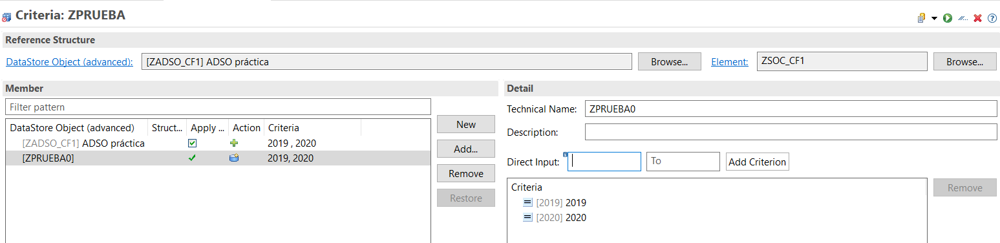 Criteria: ZPRUEBA
Reference Structure
DataStore Object (advanced): [ZADSO_CF1] ADSO práctica Browse... Element: ZSOC_CF1 Browse...
Member
Filter pattern
DataStore Object (advanced) Struct... Apply ... Action Criteria
[ZADSO_CF1] ADSO práctica 2019 , 2020
[ZPRUEBA0] 2019, 2020
New
Add...
Remove
Restore
Detail
Technical Name: ZPRUEBA0
Description:
Direct Input: To Add Criterion
Criteria Remove
= [2019] 2019
= [2020] 2020